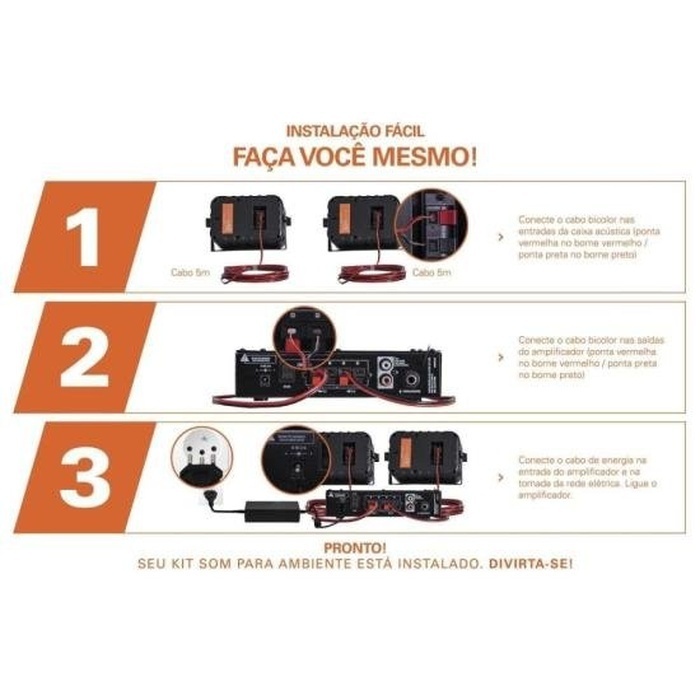 INSTALAÇÃO FÁCIL
FAÇA VOCÊ MESMO!
1
Cabo 5m
Cabo 5m
Conecte o cabo bicolor nas
entradas da caixa acústica (ponta
vermelha no borne vermelho /
ponta preta no borne preto)
2
Conecte o cabo bicolor nas saídas
do amplificador (ponta vermelha
no borne vermelho / ponta preta
no borne preto)
3
Conecte o cabo de energia na
entrada do amplificador e na
tomada da rede elétrica. Ligue o
amplificador.
PRONTO!
SEU KIT SOM PARA AMBIENTE ESTÁ INSTALADO. DIVIRTA-SE!